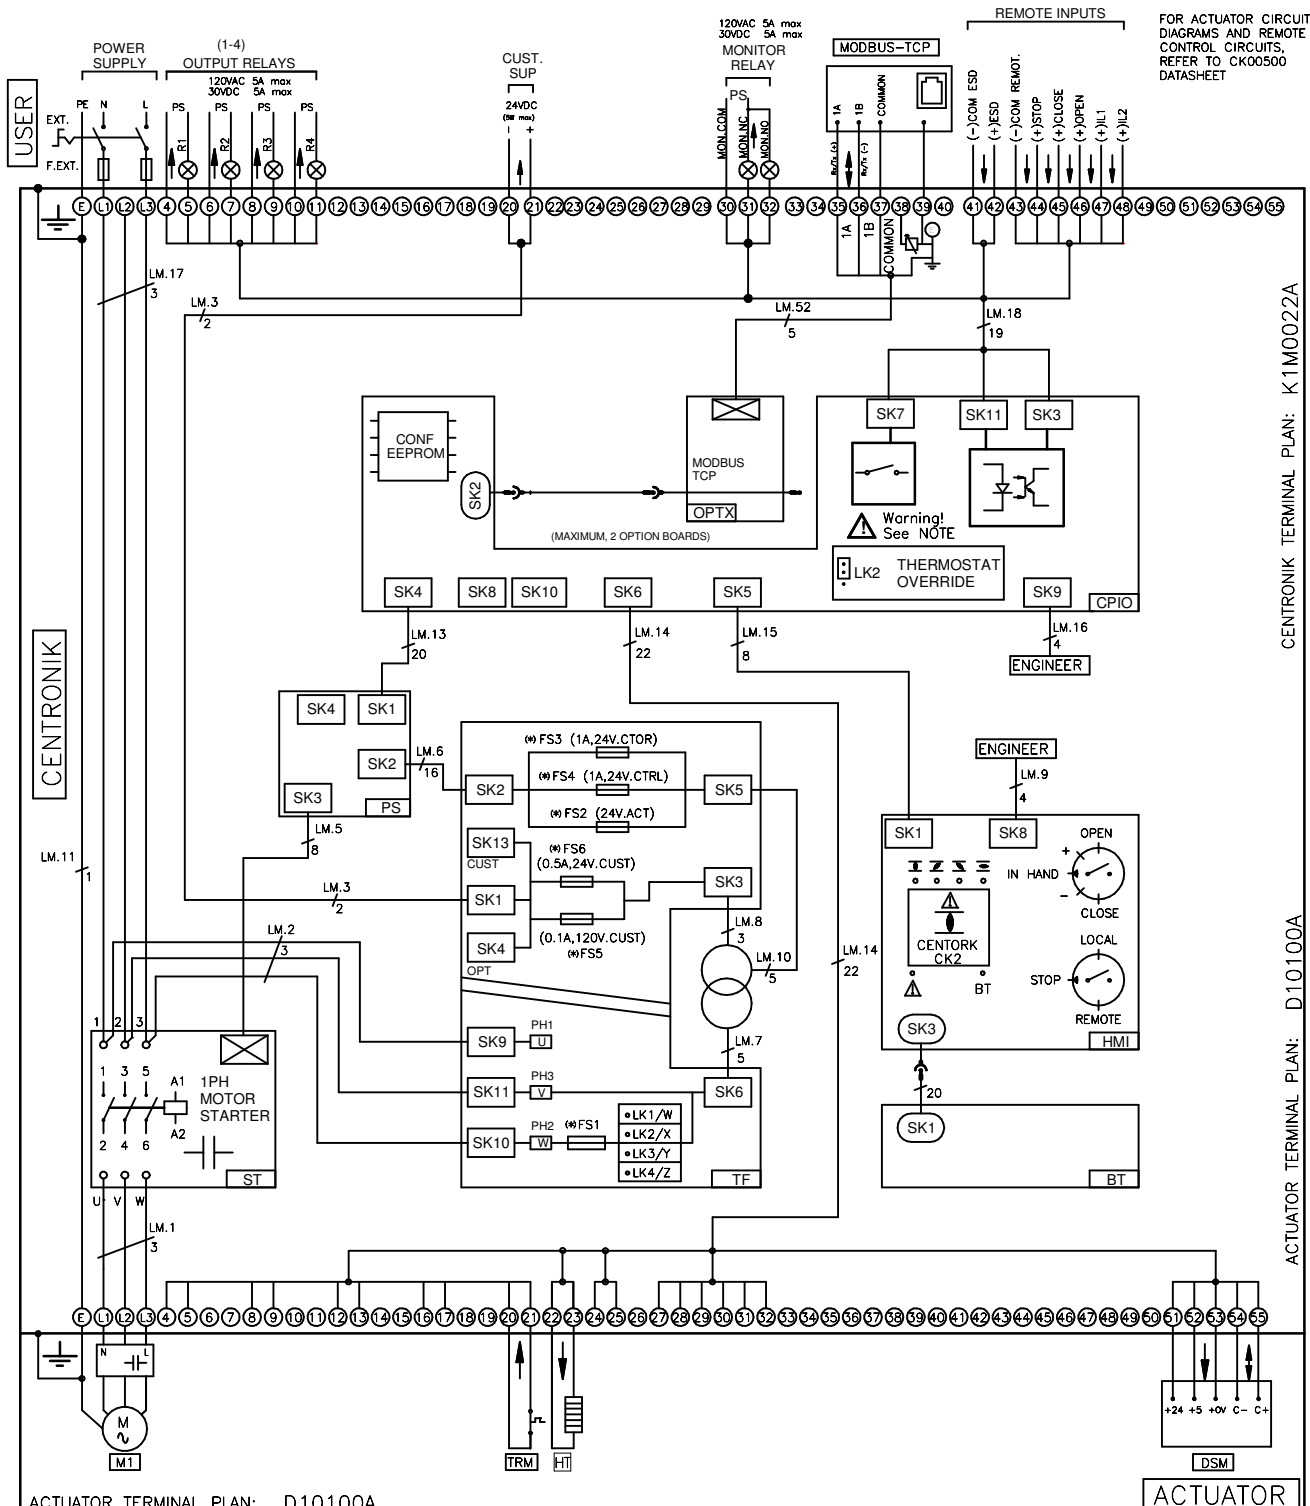 REMOTE INPUTS
FOR ACTUATOR CIRCUIT
DIAGRAMS AND REMOTE
CONTROL CIRCUITS,
REFER TO CK00500
DATASHEET
120VAC 5A max
30VDC 5A max
MONITOR
RELAY
PS
MODBUS-TCP
POWER
SUPPLY
(1-4)
OUTPUT RELAYS
120VAC 5A max
30VDC 5A max
CUST.
SUP
24VDC
(5W max)
- +
USER
PE N L
EXT.
F.EXT.
PS PS PS PS
R1 R2 R3 R4
MON.COM
MON.NC
MON.NO
1A
1B
COMMON
Rx/Tx (+)
Rx/Tx (-)
(-)COM ESD
(+)ESD
(-)COM REMOT.
(+)STOP
(+)CLOSE
(+)OPEN
(+)IL1
(+)IL2
E L1 L2 L3 4 5 6 7 8 9 10 11 12 13 14 15 16 17 18 19 20 21 22 23 24 25 26 27 28 29 30 31 32 33 34 35 36 37 38 39 40 41 42 43 44 45 46 47 48 49 50 51 52 53 54 55
1A
1B
COMMON
LM.17
3
LM.3
2
LM.52
5
LM.18
19
CENTRONIK TERMINAL PLAN: K1M0022A
CONF
EEPROM
SK2
MODBUS
TCP
OPTX
(MAXIMUM, 2 OPTION BOARDS)
SK7
SK11
SK3
Warning!
See NOTE
LK2
THERMOSTAT
OVERRIDE
SK4
SK8
SK10
SK6
SK5
SK9
CPIO
LM.13
20
LM.14
22
LM.15
8
LM.16
4
ENGINEER
CENTRONIK
SK4
SK1
SK2
SK3
PS
LM.6
16
LM.5
8
(*)FS3 (1A,24V.CTOR)
(*)FS4 (1A,24V.CTRL)
(*)FS2 (24V.ACT)
SK2
SK5
SK13
CUST
(*)FS6
(0.5A,24V.CUST)
SK1
SK3
SK4
OPT
(0.1A,120V.CUST)
(*)FS5
LM.8
3
LM.10
5
LM.7
5
SK9
PH1
U
SK11
PH3
V
SK6
SK10
PH2
W
(*)FS1
LK1/W
LK2/X
LK3/Y
LK4/Z
TF
LM.11
1
LM.3
2
LM.2
3
LM.14
22
ENGINEER
LM.9
4
SK1
SK8
OPEN
+
IN HAND
-
CLOSE
CENTORK
CK2
BT
LOCAL
STOP
REMOTE
SK3
HMI
20
SK1
BT
ACTUATOR TERMINAL PLAN: D10100A
1 2 3
1 3 5
A1
A2
1PH
MOTOR
STARTER
2 4 6
ST
U V W
LM.1
3
E L1 L2 L3 4 5 6 7 8 9 10 11 12 13 14 15 16 17 18 19 20 21 22 23 24 25 26 27 28 29 30 31 32 33 34 35 36 37 38 39 40 41 42 43 44 45 46 47 48 49 50 51 52 53 54 55
N L
M
M1
TRM
HT
+24 +5 +0V C- C+
DSM
ACTUATOR TERMINAL PLAN: D10100A
ACTUATOR